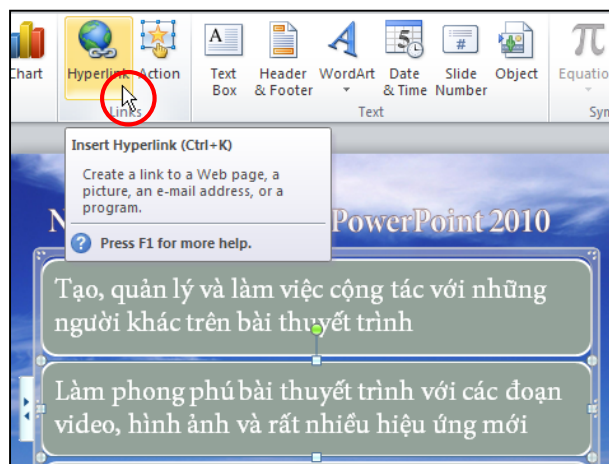 Chart Hyperlink Action Text Box Header & Footer WordArt Date & Time Slide Number Object
Links Text
Insert Hyperlink (Ctrl+K)
Create a link to a Web page, a
picture, an e-mail address, or a
program.
Press F1 for more help.
PowerPoint 2010
Tạo, quản lý và làm việc cộng tác với những
người khác trên bài thuyết trình
Làm phong phú bài thuyết trình với các đoạn
video, hình ảnh và rất nhiều hiệu ứng mới